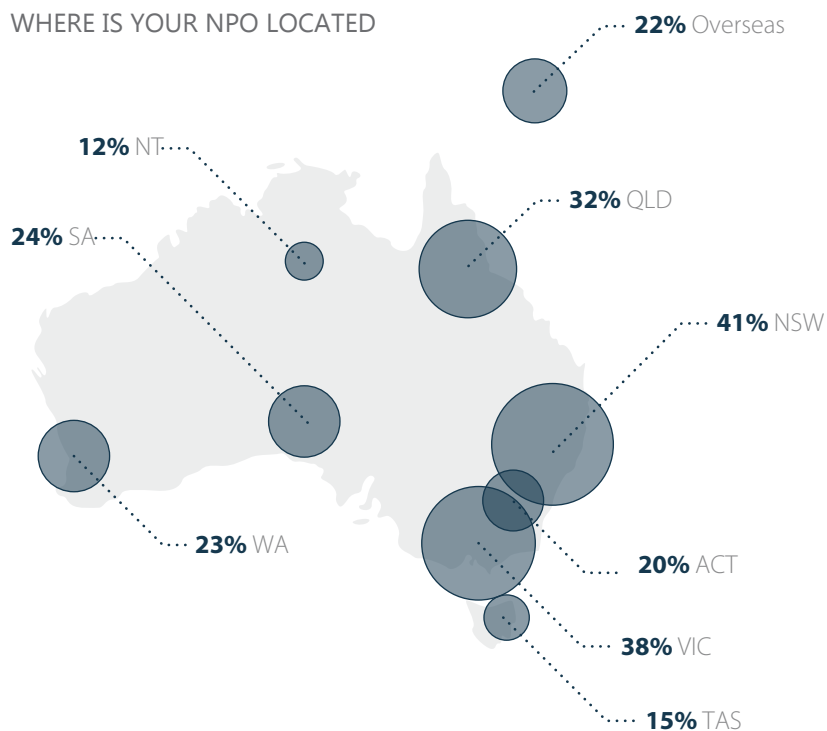 WHERE IS YOUR NPO LOCATED
22% Overseas
12% NT
32% QLD
24% SA
41% NSW
23% WA
20% ACT
38% VIC
15% TAS